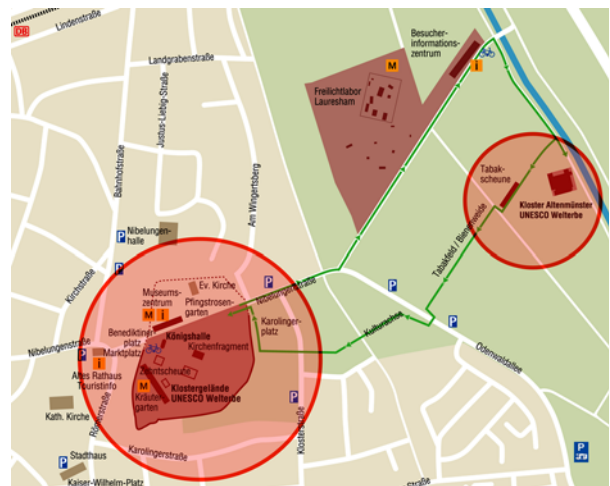 Lindenstraße
DB
Landgrabenstraße
Justus-Liebig-Straße
Bahnhofstraße
Am Wingertsberg
Besucher-
informations-
zentrum
M
i
Freilichtlabor
Lauresham
Tabak-
scheune
Kloster Altenmünster
UNESCO Welterbe
Tabakfeld / Bienenweide
P
Nibelungen-
halle
P
Kirchstraße
Ev. Kirche
Museums-
zentrum
M i
Pfingstrosen-
garten
P
Nibelungenstraße
Karolinger-
platz
P
P
Kulturachse
Odenwaldallee
Benediktiner-
platz
Königshalle
Kirchenfragment
Nibelungenstraße
P
Marktplatz
i
Altes Rathaus
Touristinfo
Zehntscheune
M
Klostergelände
UNESCO Welterbe
Kräuter-
garten
P
Kath. Kirche
Römerstraße
Karolingerstraße
Klosterstraße
Stadthaus
P
Kaiser-Wilhelm-Platz
P
-Straße